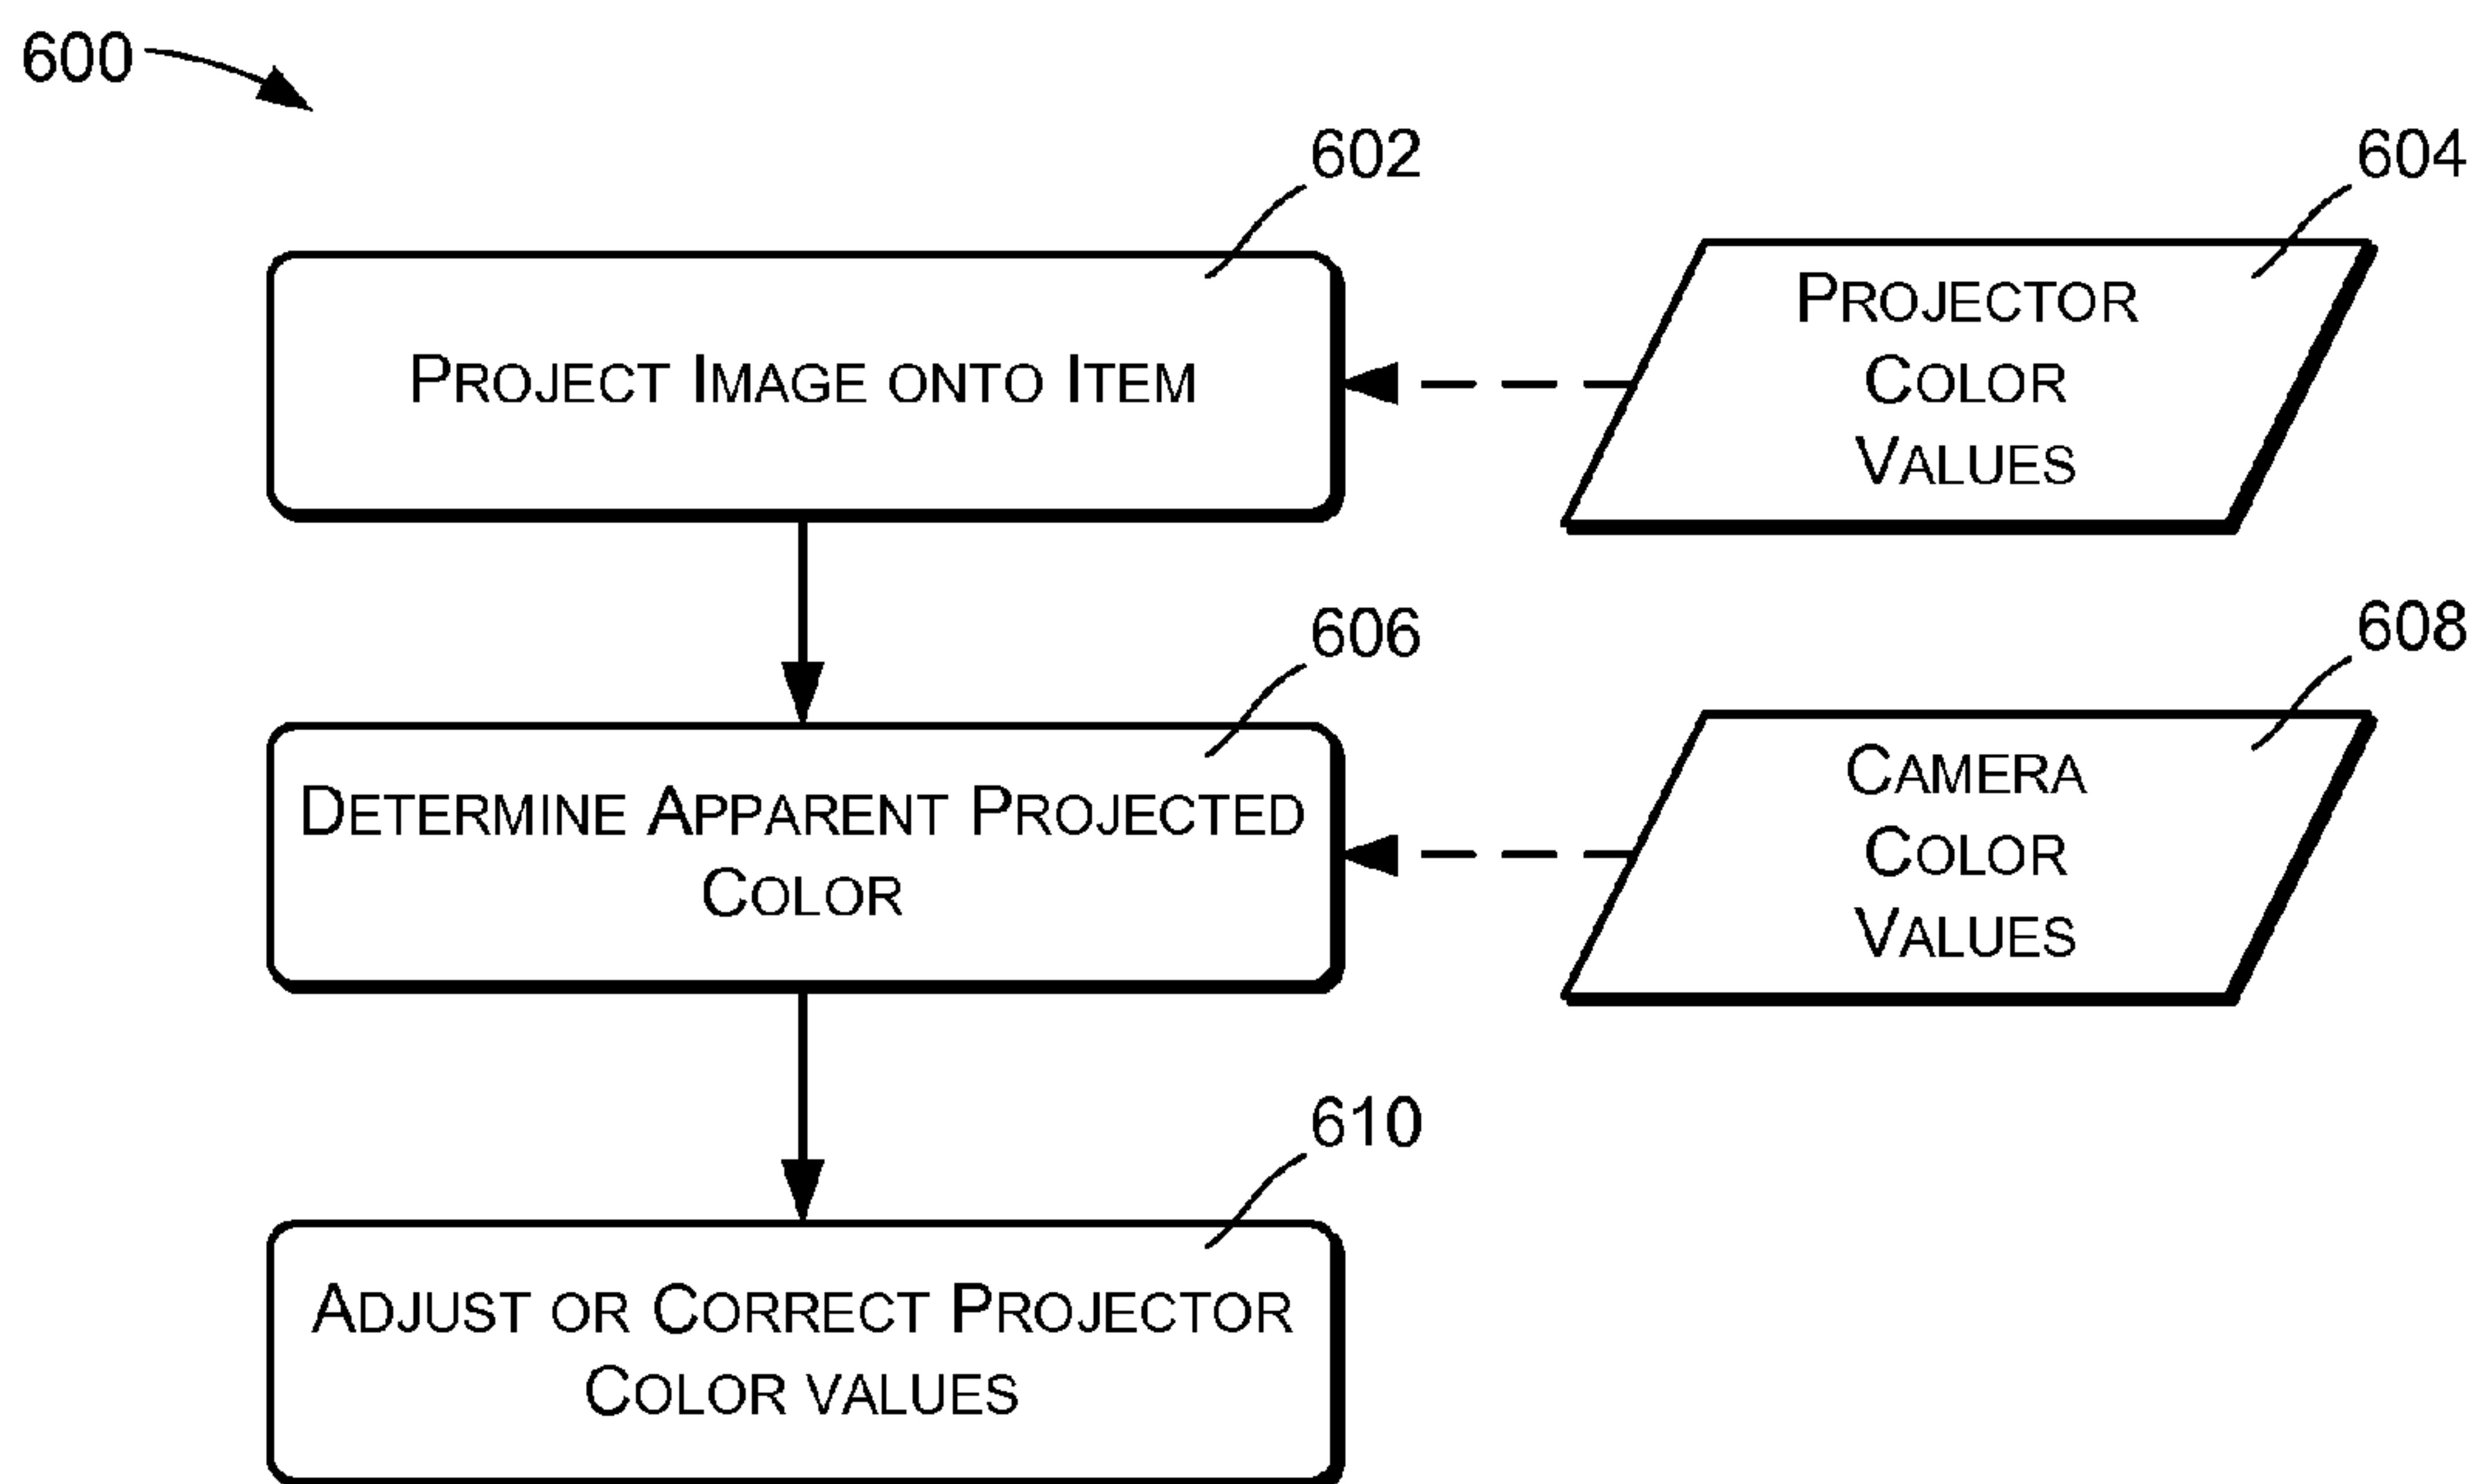 600
602
604
PROJECT IMAGE ONTO ITEM
PROJECTOR
COLOR
VALUES
606
608
DETERMINE APPARENT PROJECTED
COLOR
CAMERA
COLOR
VALUES
610
ADJUST OR CORRECT PROJECTOR
COLOR VALUES